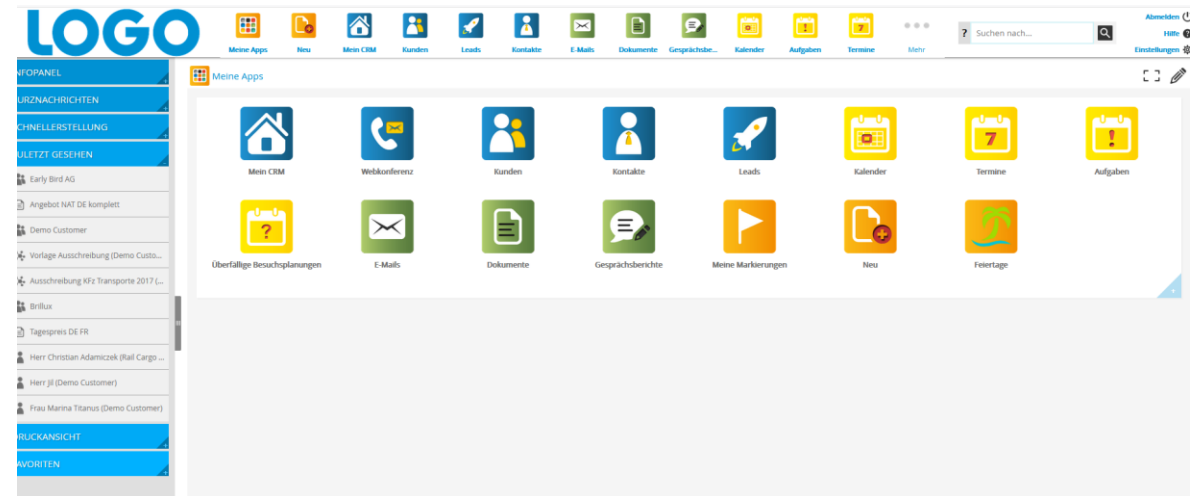 LOGO
Meine Apps
Neu
Mein CRM
Kunden
Leads
Kontakte
E-Mails
Dokumente
Gesprächsbe...
Kalender
! 
Aufgaben
7
Termine
Mehr
? Suchen nach...
Abmelden
Hilfe ?
Einstellungen
NFOPANEL
URZNACHRICHTEN
CHNELLERSTELLUNG
ULETZT GESEHEN
Early Bird AG
Angebot NAT DE komplett
Demo Customer
Vorlage Ausschreibung (Demo Custo...
Ausschreibung KFz Transporte 2017 (...
Brillux
Tagespreis DE FR
Herr Christian Adamiczek (Rail Cargo ...
Herr Jil (Demo Customer)
Frau Marina Titanus (Demo Customer)
RUCKANSICHT
AVORITEN
Meine Apps
Mein CRM
Webkonferenz
Kunden
Kontakte
Leads
Kalender
7
Termine
!
Aufgaben
?
Überfällige Besuchsplanungen
E-Mails
Dokumente
Gesprächsberichte
Meine Markierungen
Neu
Feiertage